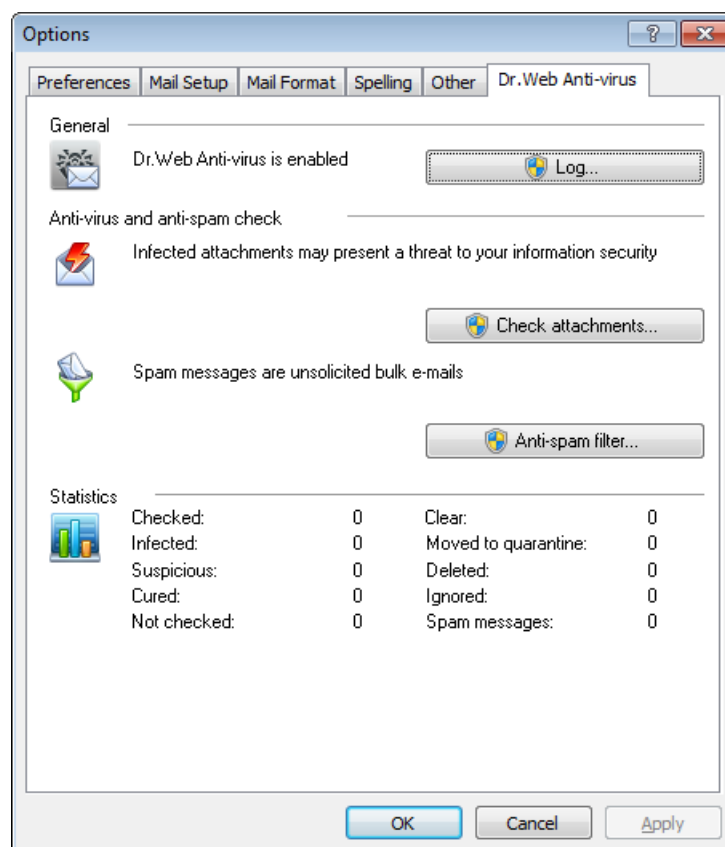 Options
Preferences Mail Setup Mail Format Spelling Other Dr.Web Anti-virus
General
Dr.Web Anti-virus is enabled Log...
Anti-virus and anti-spam check
Infected attachments may present a threat to your information security
Check attachments...
Spam messages are unsolicited bulk e-mails
Anti-spam filter...
Statistics
Checked: 0 Clear: 0
Infected: 0 Moved to quarantine: 0
Suspicious: 0 Deleted: 0
Cured: 0 Ignored: 0
Not checked: 0 Spam messages: 0
OK Cancel Apply